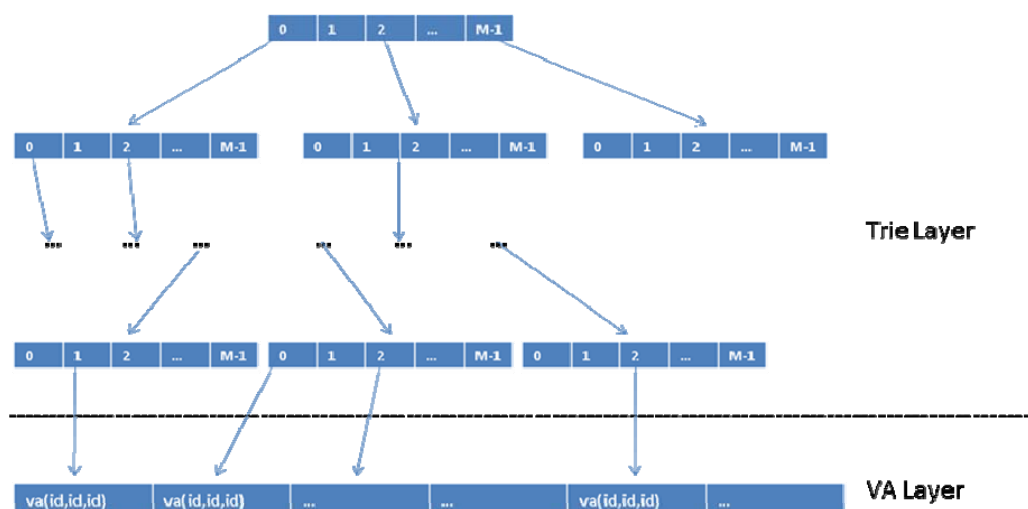 0 1 2 ... M-1
0 1 2 ... M-1 0 1 2 ... M-1 0 1 2 ... M-1
Trie Layer
... ... ... ... ... ...
0 1 2 ... M-1 0 1 2 ... M-1 0 1 2 ... M-1
va(id,id,id) va(id,id,id) ... ... va(id,id,id) ...
VA Layer